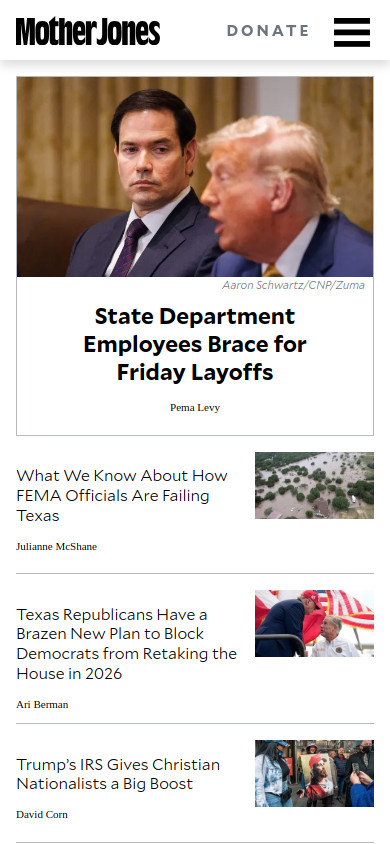 Mother Jones
DONATE
Aaron Schwartz/CNP/Zuma
State Department
Employees Brace for
Friday Layoffs
Pema Levy
What We Know About How
FEMA Officials Are Failing
Texas
Julianne McShane
Texas Republicans Have a
Brazen New Plan to Block
Democrats from Retaking the
House in 2026
Ari Berman
Trump’s IRS Gives Christian
Nationalists a Big Boost
David Corn